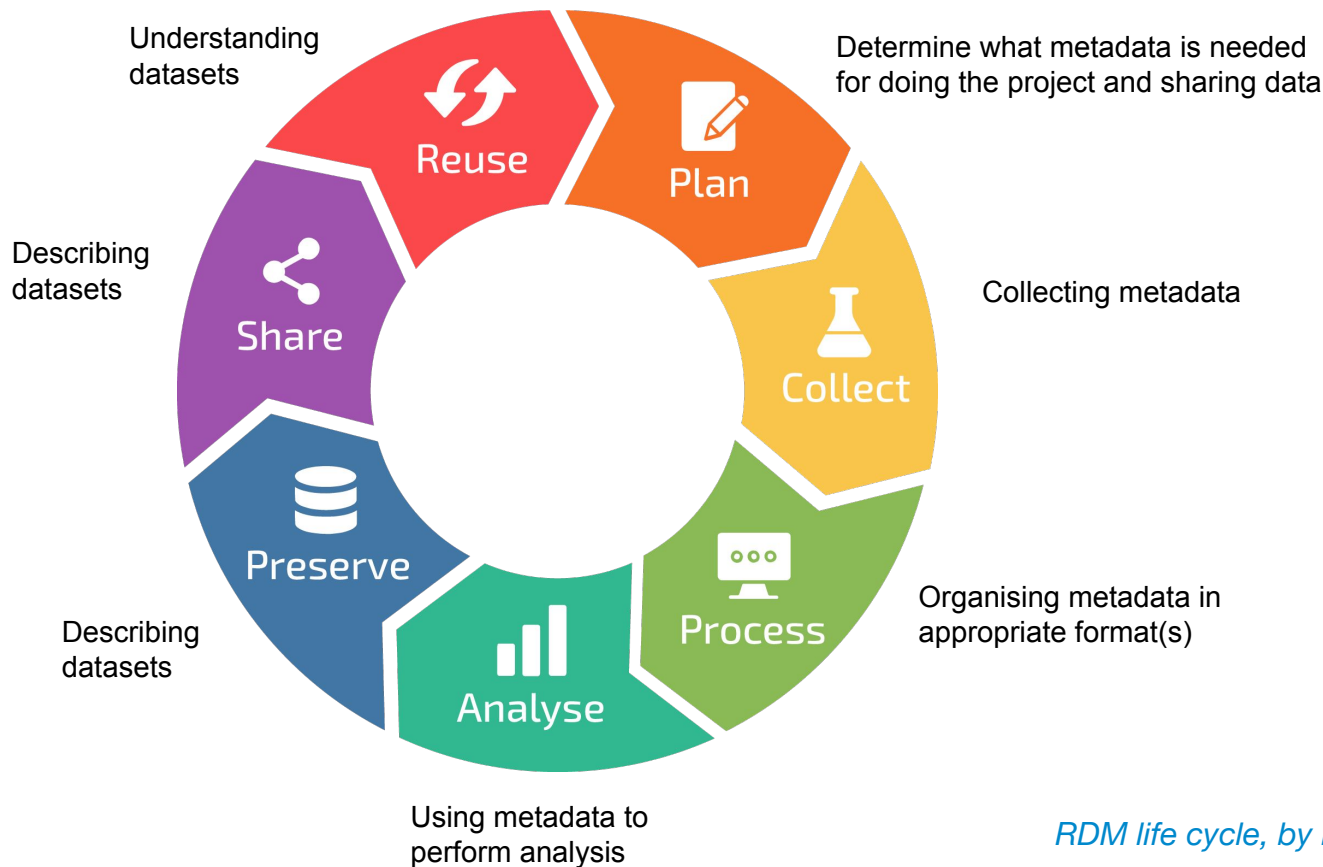 Understanding
datasets
Determine what metadata is needed
for doing the project and sharing data
Reuse
Plan
Describing
datasets
Share
Collecting metadata
Collect
Preserve
Process
Organising metadata in
appropriate format(s)
Describing
datasets
Analyse
Using metadata to
perform analysis
RDM life cycle, by